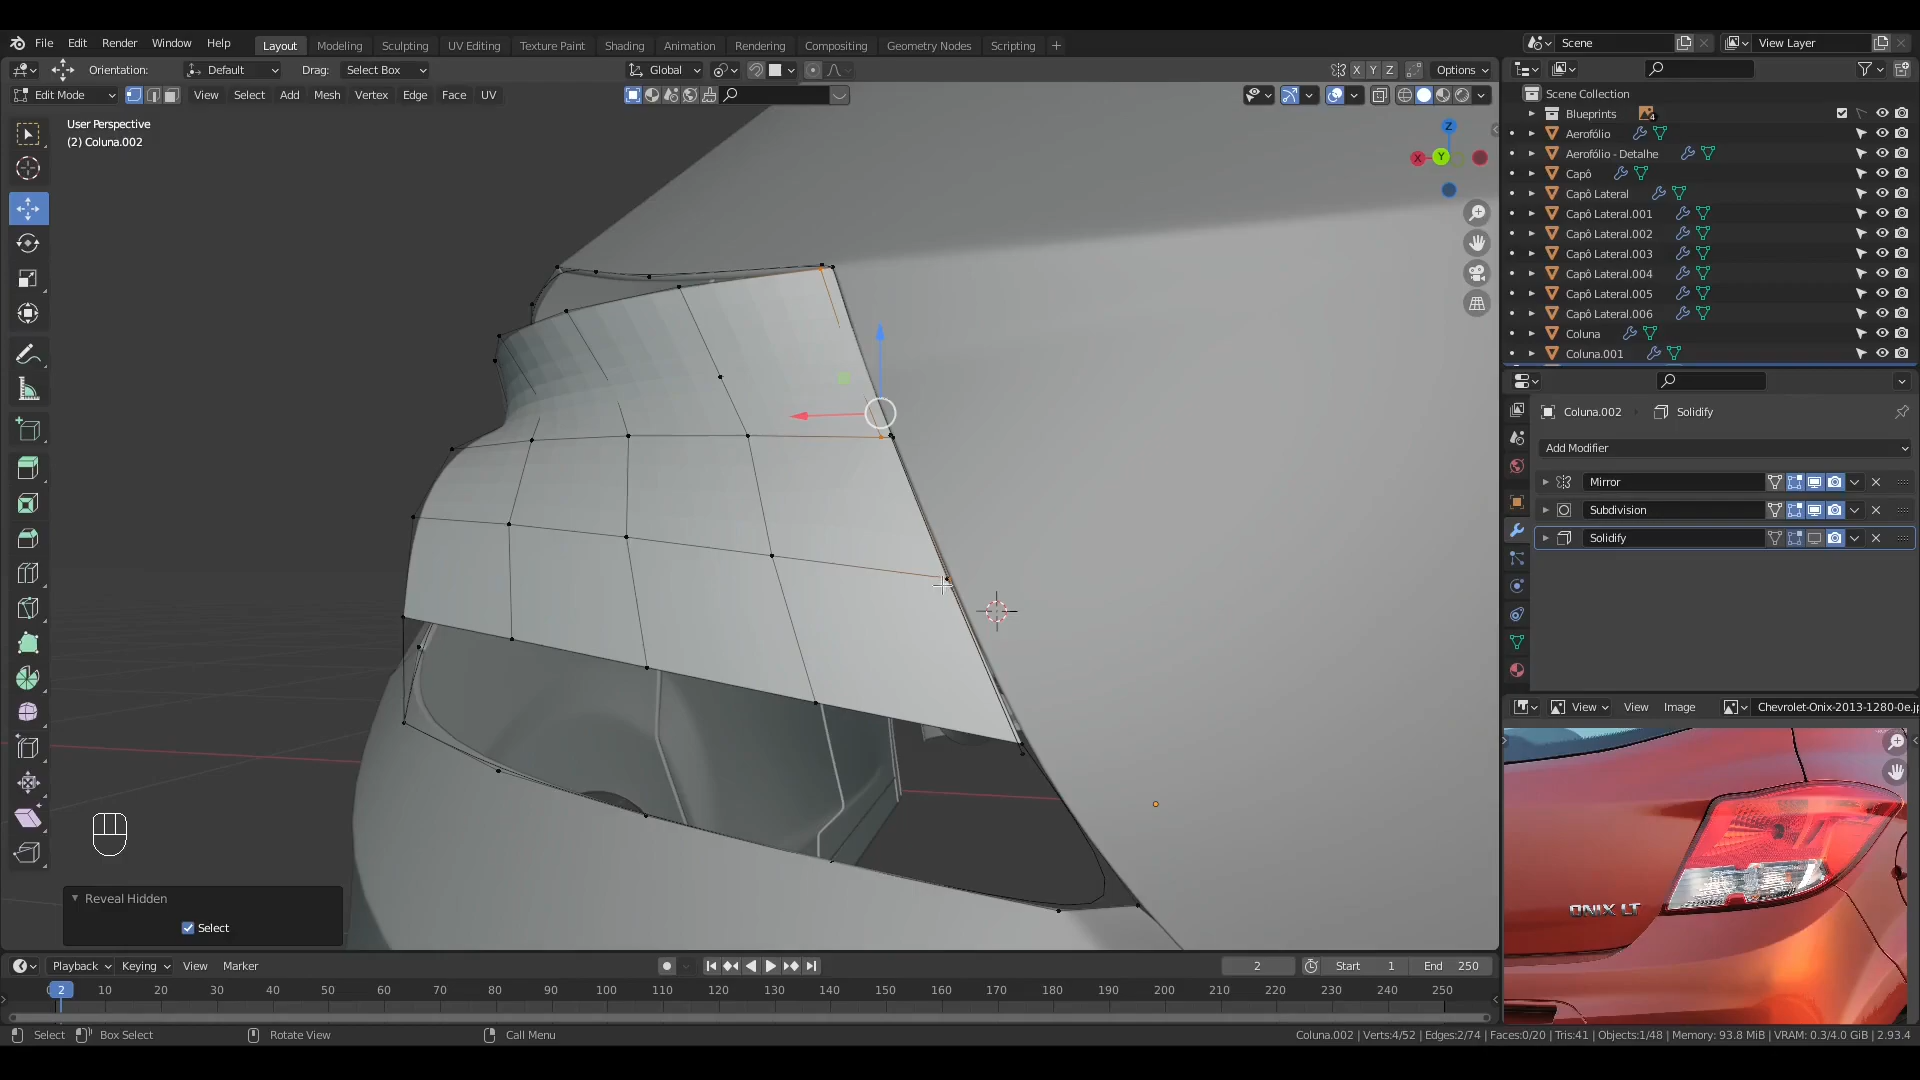 File Edit Render Window Help Layout Modeling Sculpting UV Editing Texture Paint Shading Animation Rendering Compositing Geometry Nodes Scripting + Scene View Layer
Orientation: Default Drag: Select Box Global X Y Z Options
Edit Mode View Select Add Mesh Vertex Edge Face UV
User Perspective
(2) Coluna.002
Z
X Y
Reveal Hidden
Select
Scene Collection
Blueprints 4
Aerofólio
Aerofólio - Detalhe
Capô
Capô Lateral
Capô Lateral.001
Capô Lateral.002
Capô Lateral.003
Capô Lateral.004
Capô Lateral.005
Capô Lateral.006
Coluna
Coluna.001
Coluna.002 Solidify
Add Modifier
Mirror
Subdivision
Solidify
View View Image Chevrolet-Onix-2013-1280-0e.jp
ONIX LT
Playback Keying View Marker 2 Start 1 End 250
2 10 20 30 40 50 60 70 80 90 100 110 120 130 140 150 160 170 180 190 200 210 220 230 240 250
Select Box Select Rotate View Call Menu Coluna.002 | Verts:4/52 | Edges:2/74 | Faces:0/20 | Tris:41 | Objects:1/48 | Memory: 93.8 MiB | VRAM: 0.3/4.0 GiB | 2.93.4